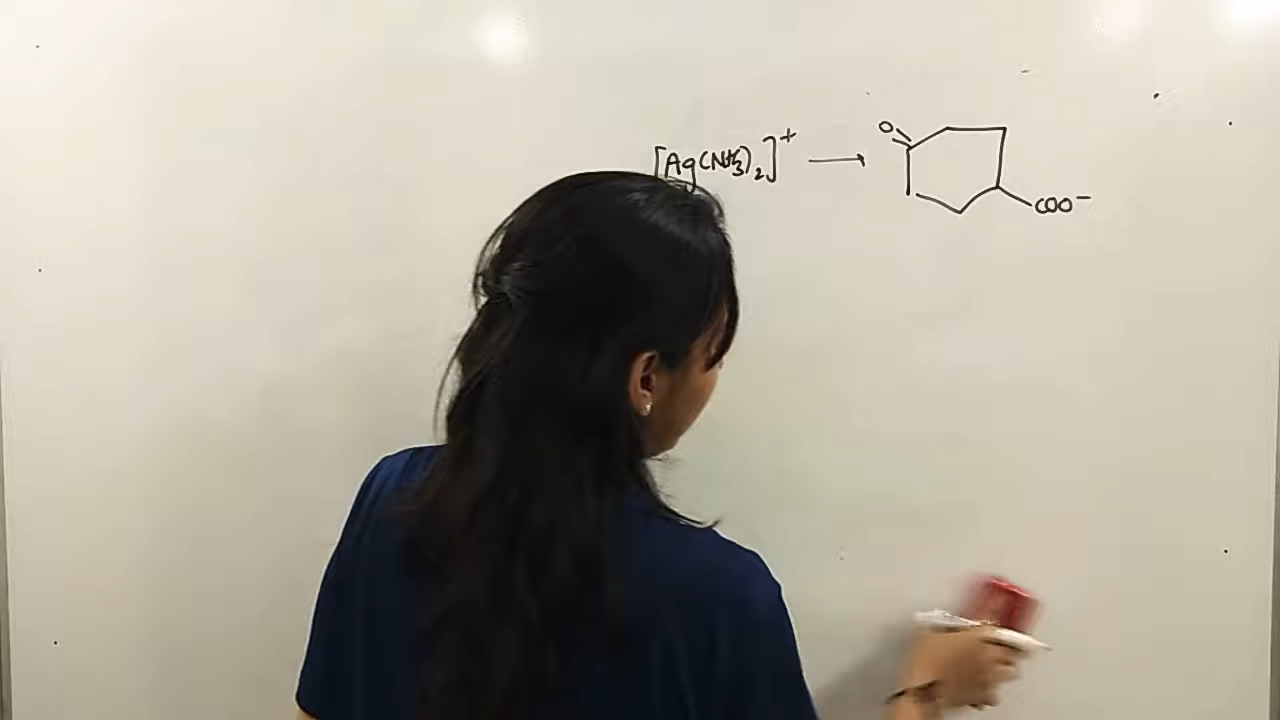 [Ag(NH3)2]+ → O COO−